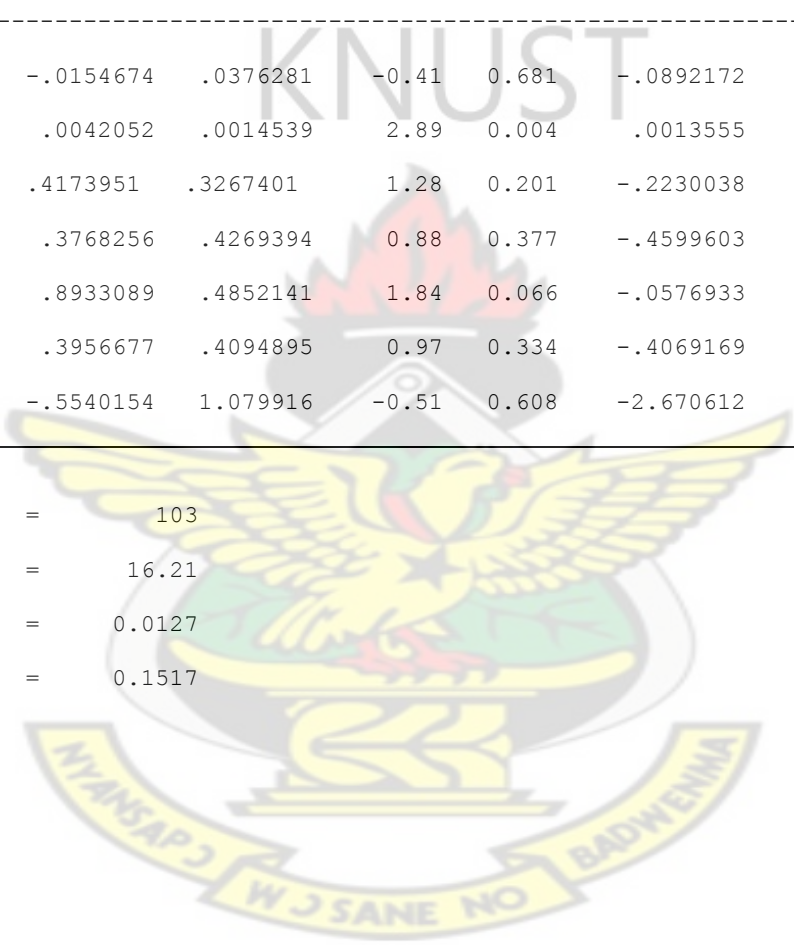 KNUST
-.0154674 .0376281 -0.41 0.681 -.0892172
.0042052 .0014539 2.89 0.004 .0013555
.4173951 .3267401 1.28 0.201 -.2230038
.3768256 .4269394 0.88 0.377 -.4599603
.8933089 .4852141 1.84 0.066 -.0576933
.3956677 .4094895 0.97 0.334 -.4069169
-.5540154 1.079916 -0.51 0.608 -2.670612
= 103
= 16.21
= 0.0127
= 0.1517
NYANSAPƆ WƆ SANE NO BADWENMA